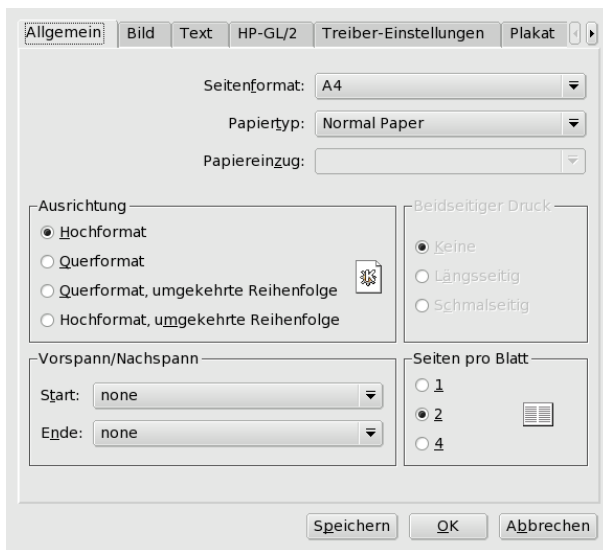 Allgemein Bild Text HP-GL/2 Treiber-Einstellungen Plakat
Seitenformat: A4
Papiertyp: Normal Paper
Papiereinzug:
Ausrichtung
Hochformat
Querformat
Querformat, umgekehrte Reihenfolge
Hochformat, umgekehrte Reihenfolge
Beidseitiger Druck
Keine
Längsseitig
Schmalseitig
Vorspann/Nachspann
Start: none
Ende: none
Seiten pro Blatt
1
2
4
Speichern OK Abbrechen